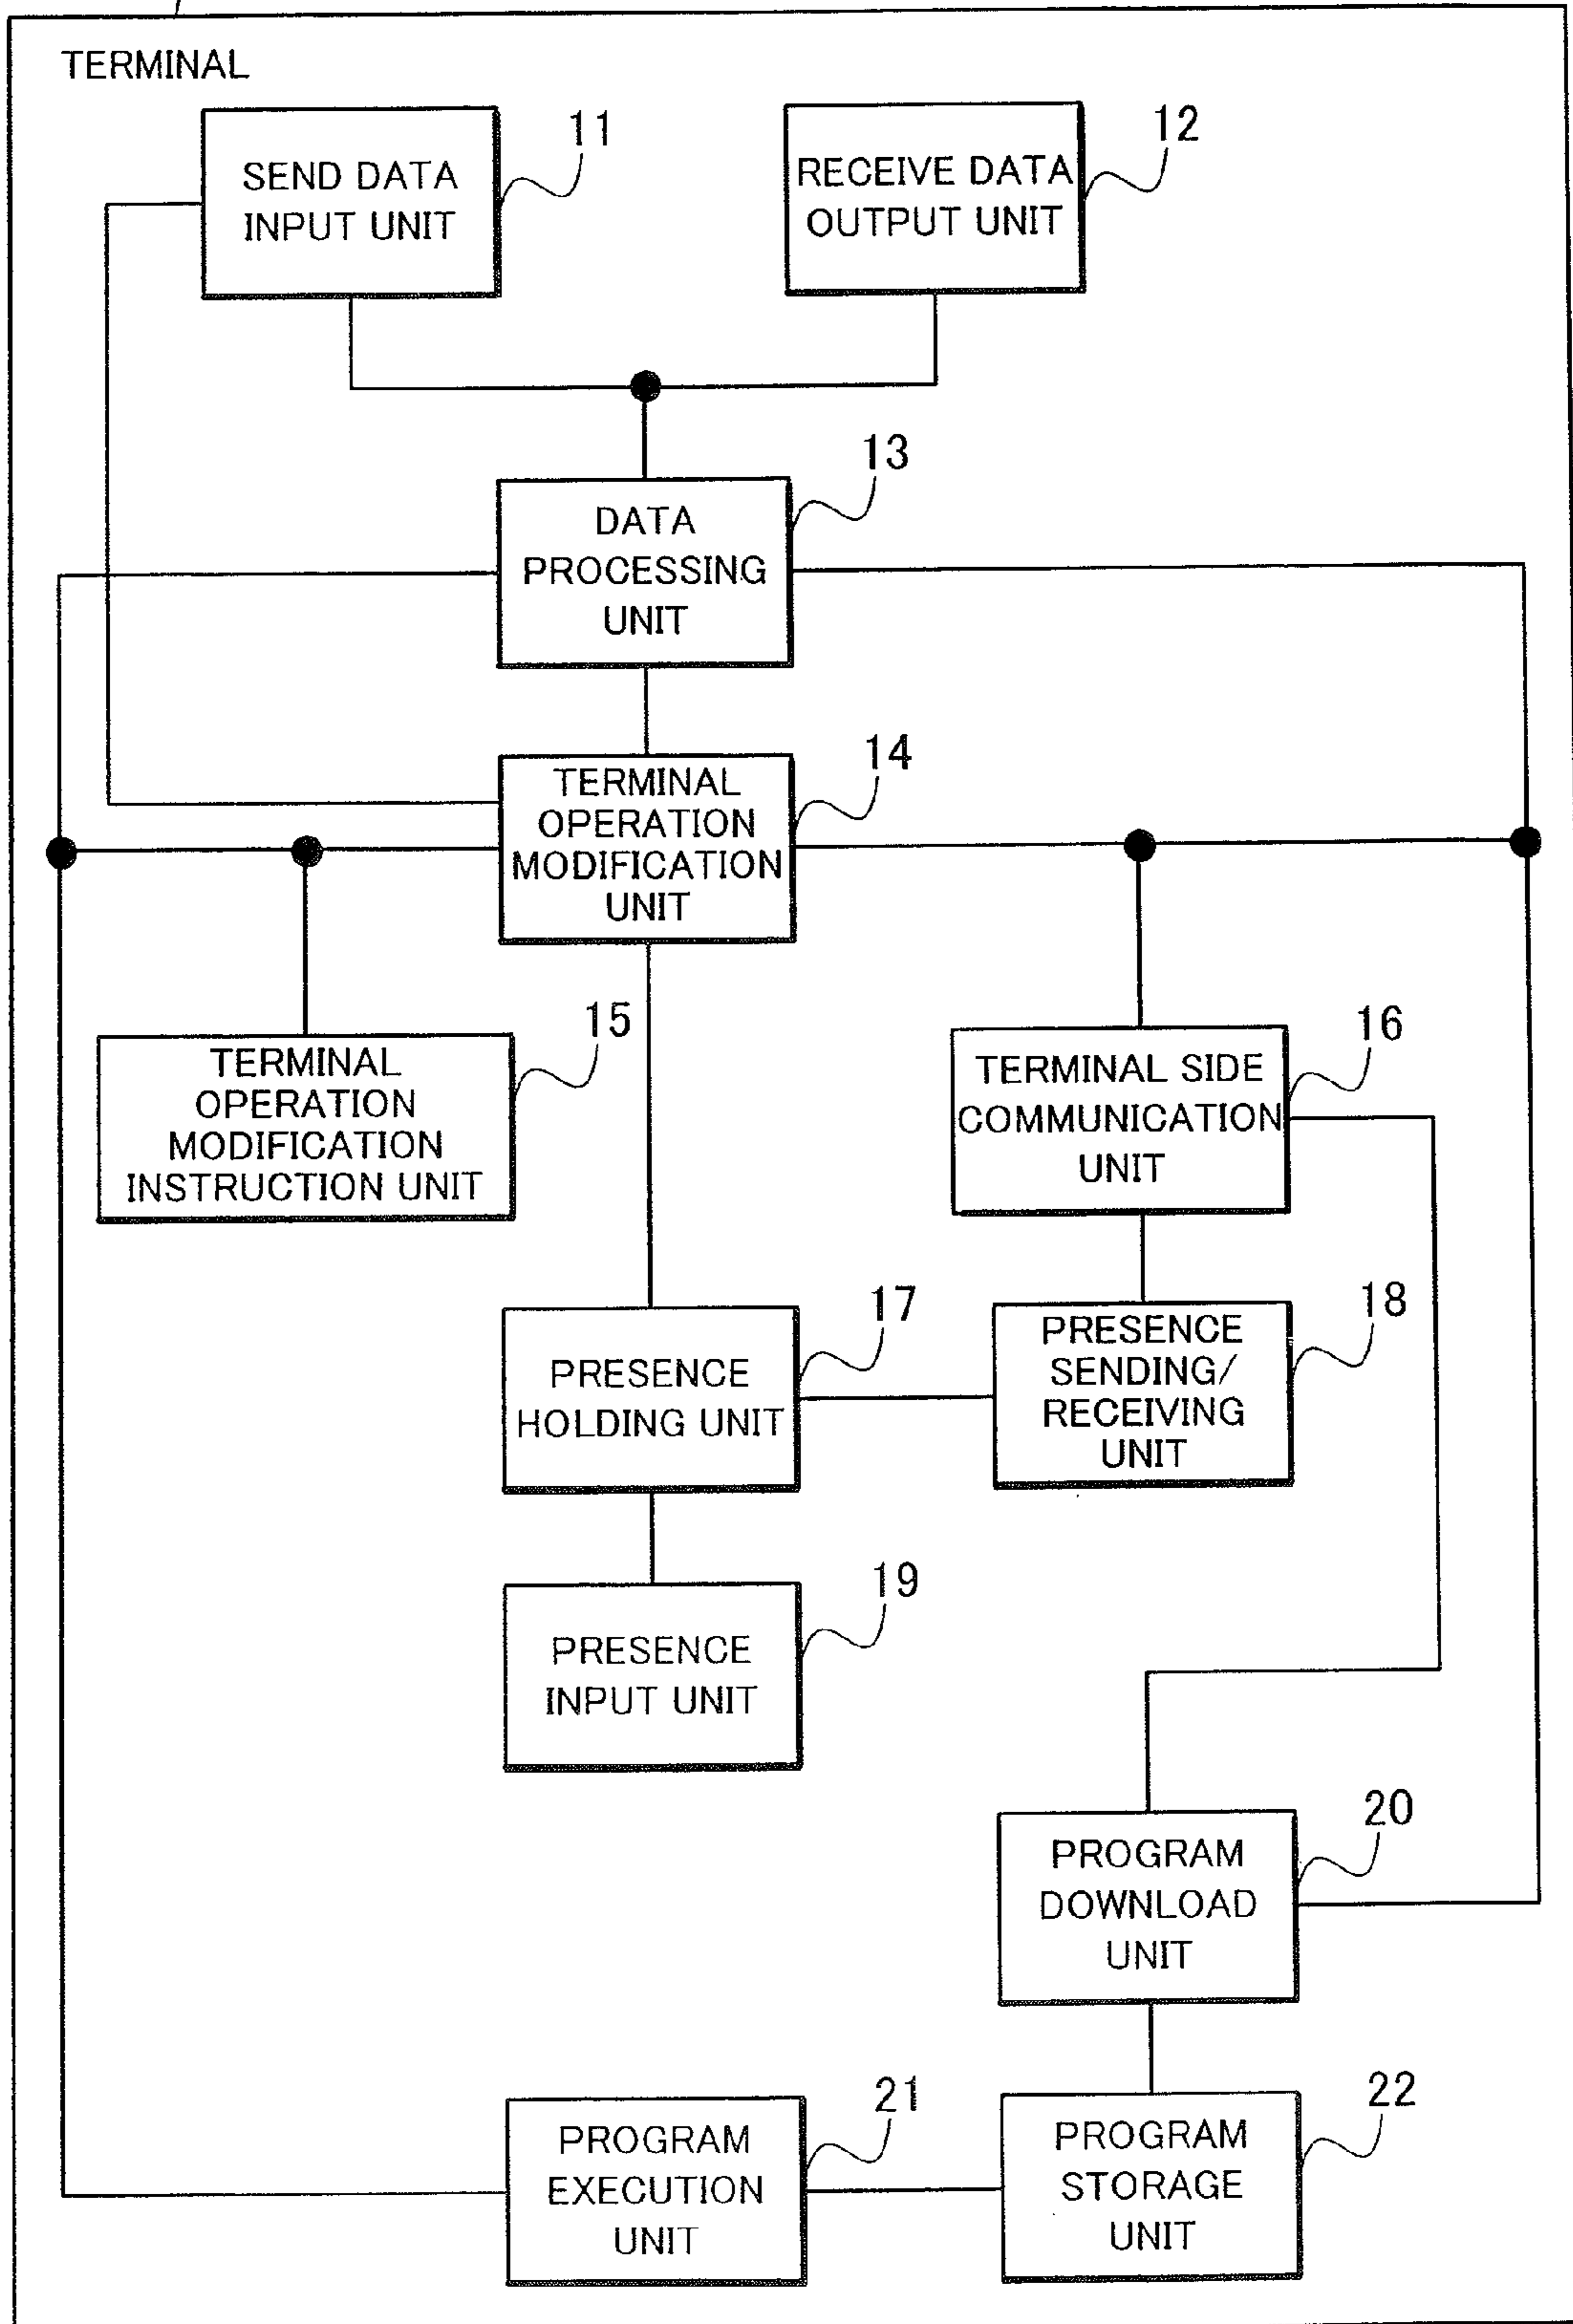 TERMINAL
11
SEND DATA
INPUT UNIT
12
RECEIVE DATA
OUTPUT UNIT
13
DATA
PROCESSING
UNIT
14
TERMINAL
OPERATION
MODIFICATION
UNIT
15
TERMINAL
OPERATION
MODIFICATION
INSTRUCTION UNIT
16
TERMINAL SIDE
COMMUNICATION
UNIT
17
PRESENCE
HOLDING UNIT
18
PRESENCE
SENDING/
RECEIVING
UNIT
19
PRESENCE
INPUT UNIT
20
PROGRAM
DOWNLOAD
UNIT
21
PROGRAM
EXECUTION
UNIT
22
PROGRAM
STORAGE
UNIT